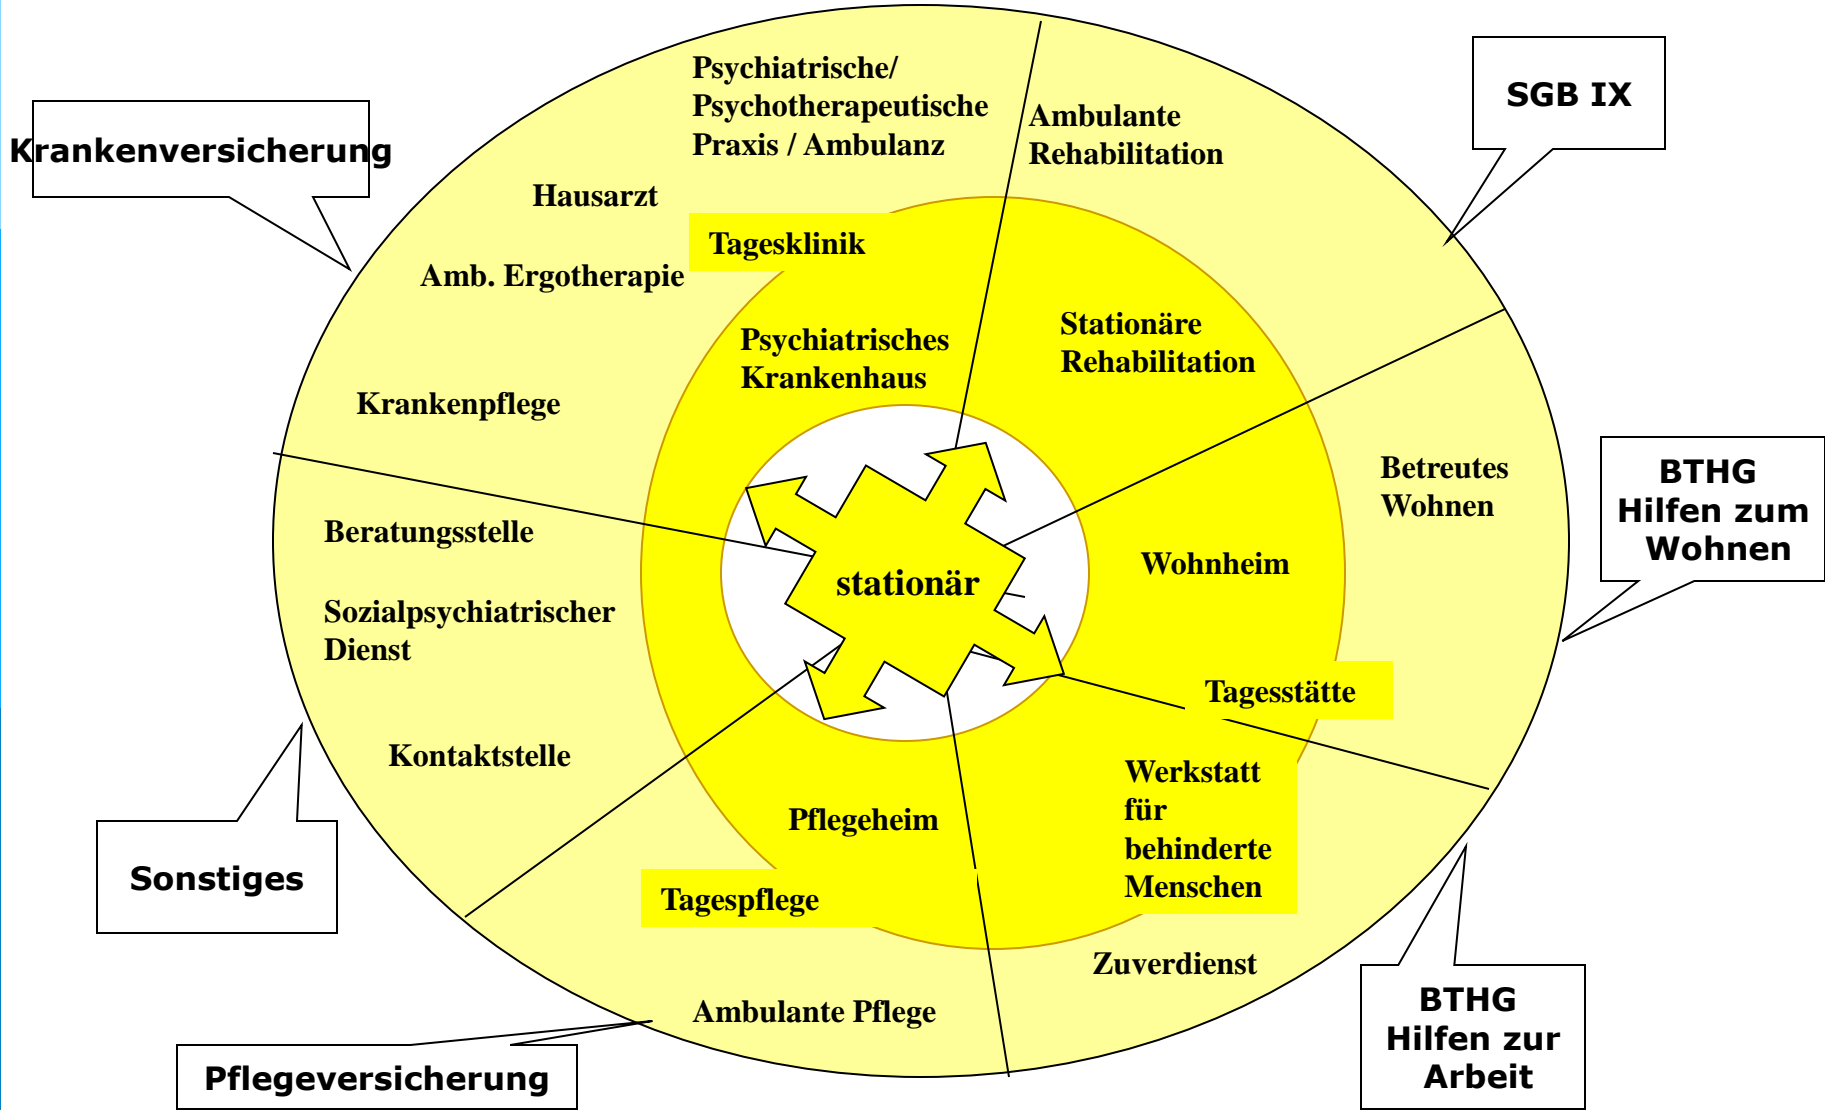 Psychiatrische/
Psychotherapeutische
Praxis / Ambulanz
Ambulante
Rehabilitation
SGB IX
Krankenversicherung
Hausarzt
Tagesklinik
Amb. Ergotherapie
Psychiatrisches
Krankenhaus
Stationäre
Rehabilitation
Krankenpflege
Betreutes
Wohnen
BTHG
Hilfen zum
Wohnen
Beratungsstelle
Wohnheim
stationär
Sozialpsychiatrischer
Dienst
Tagesstätte
Kontaktstelle
Werkstatt
für
behinderte
Menschen
Pflegeheim
Sonstiges
Tagespflege
Zuverdienst
Ambulante Pflege
BTHG
Hilfen zur
Arbeit
Pflegeversicherung